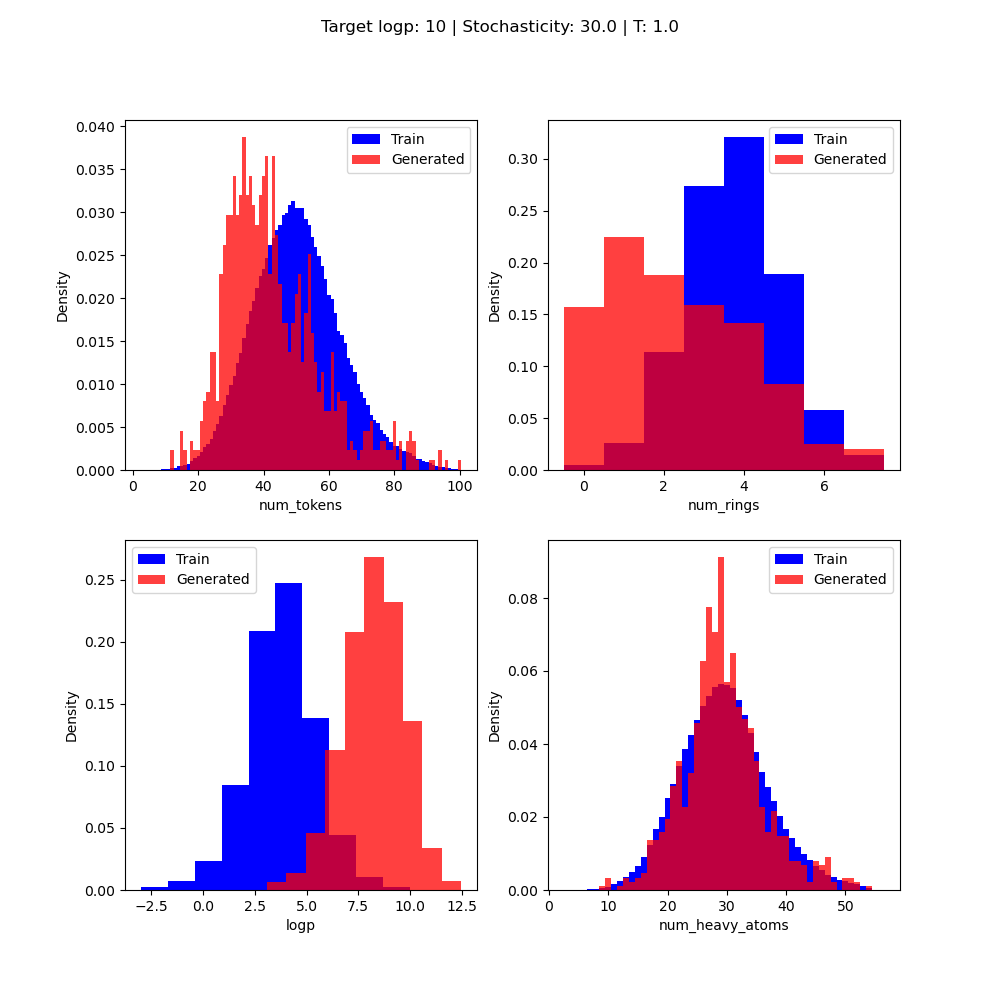 Target logp: 10 | Stochasticity: 30.0 | T: 1.0
0.040
0.035
0.030
0.025
0.020
0.015
0.010
0.005
0.000
Density
Train
Generated
0 20 40 60 80 100
num_tokens
0.30
0.25
0.20
0.15
0.10
0.05
0.00
Density
Train
Generated
0 2 4 6
num_rings
0.25
0.20
0.15
0.10
0.05
0.00
Density
Train
Generated
−2.5 0.0 2.5 5.0 7.5 10.0 12.5
logp
0.08
0.06
0.04
0.02
0.00
Density
Train
Generated
0 10 20 30 40 50
num_heavy_atoms